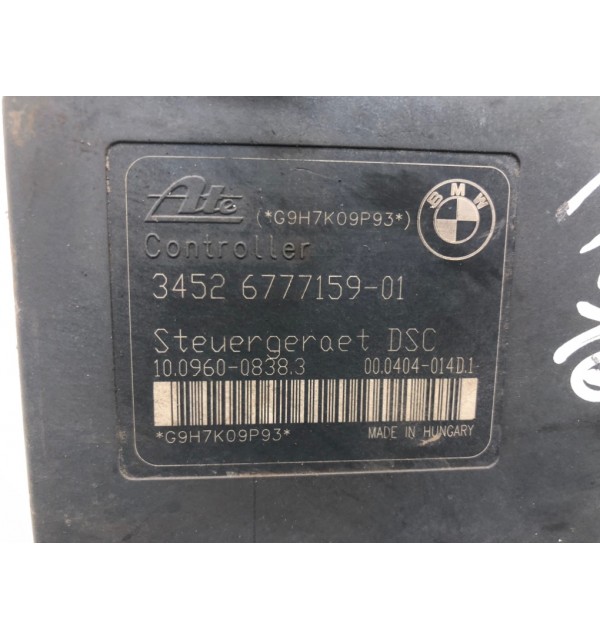 Ate (*G9H7K09P93*) BMW
Controller
3452 6777159-01
Steuergeraet DSC
10.0960-0838.3 00.0404-014D.1
*G9H7K09P93* MADE IN HUNGARY